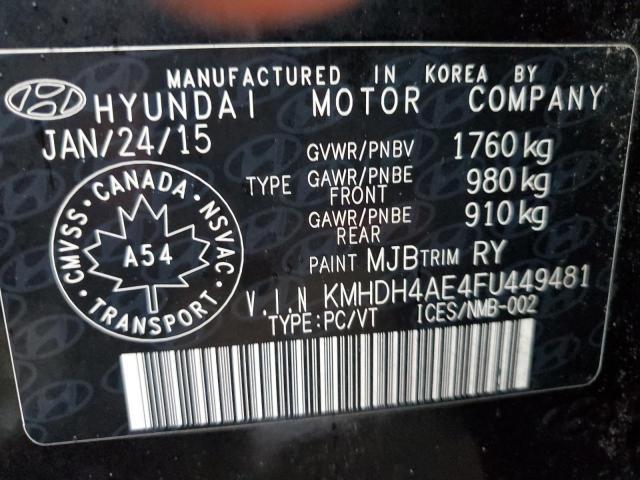 MANUFACTURED IN KOREA BY
HYUNDAI MOTOR COMPANY
JAN/24/15
GVWR/PNBV 1760 kg
TYPE GAWR/PNBE FRONT 980 kg
GAWR/PNBE REAR 910 kg
PAINT MJB TRIM RY
CANADA
CMVSS NSVAC
A54
TRANSPORT
V.I.N KMHDH4AE4FU449481
TYPE:PC/VT ICES/NMB-002